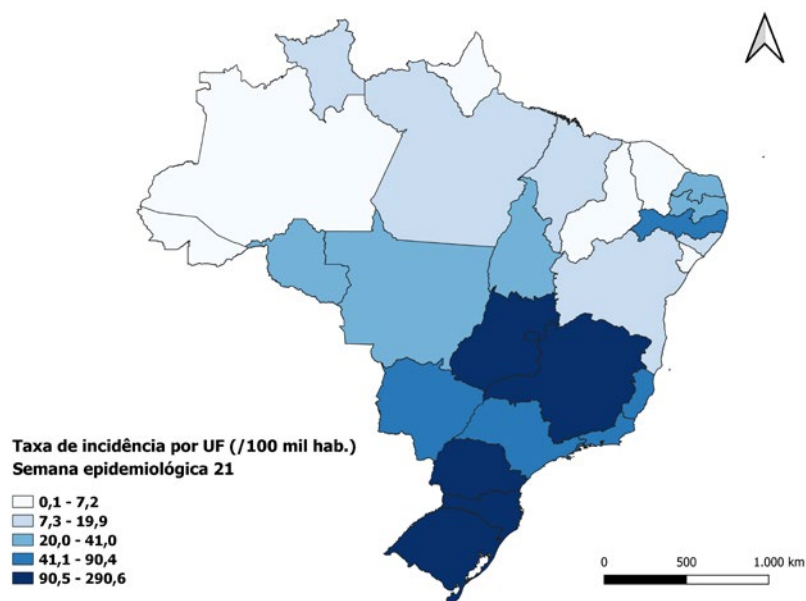 Taxa de incidência por UF (/100 mil hab.)
Semana epidemiológica 21
0,1 - 7,2
7,3 - 19,9
20,0 - 41,0
41,1 - 90,4
90,5 - 290,6
0 500 1.000 km